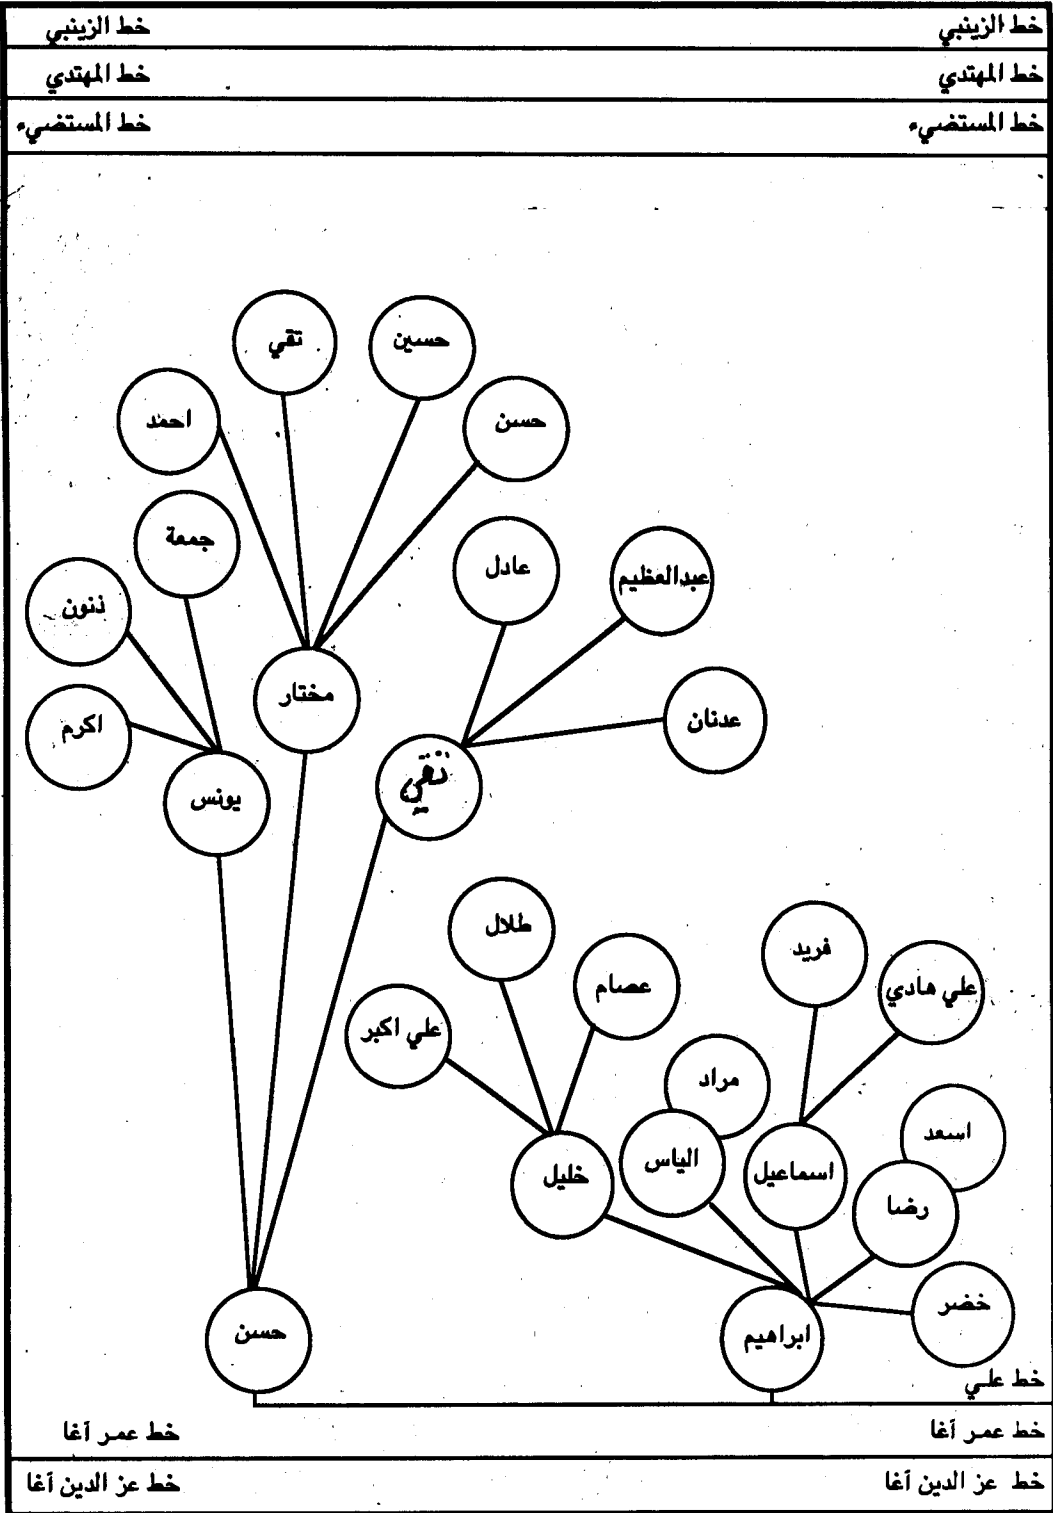 خط الزينبي خط الزينبي
خط المهتدي خط المهتدي
خط المستضيء خط المستضيء
حسين تقي
حسن احمد
جمعة
عبدالعظيم عادل ذنون
عدنان مختار اكرم
تقي يونس
فريد طلال
علي هادي عصام علي اكبر
اسعد مراد
رضا اسماعيل الياس خليل
خضر ابراهيم حسن
خط علي
خط عمر آغا خط عمر آغا
خط عز الدين آغا خط عز الدين آغا